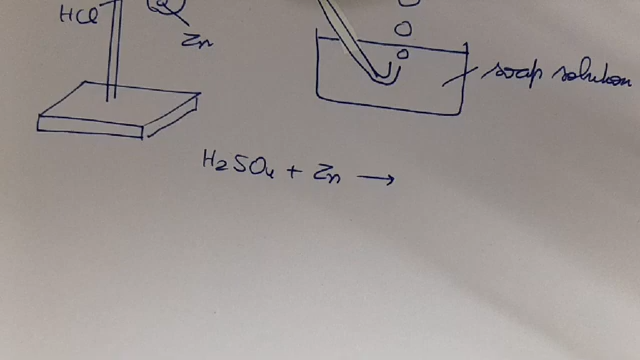 HCl
Zn
soap solution
H₂SO₄ + Zn →